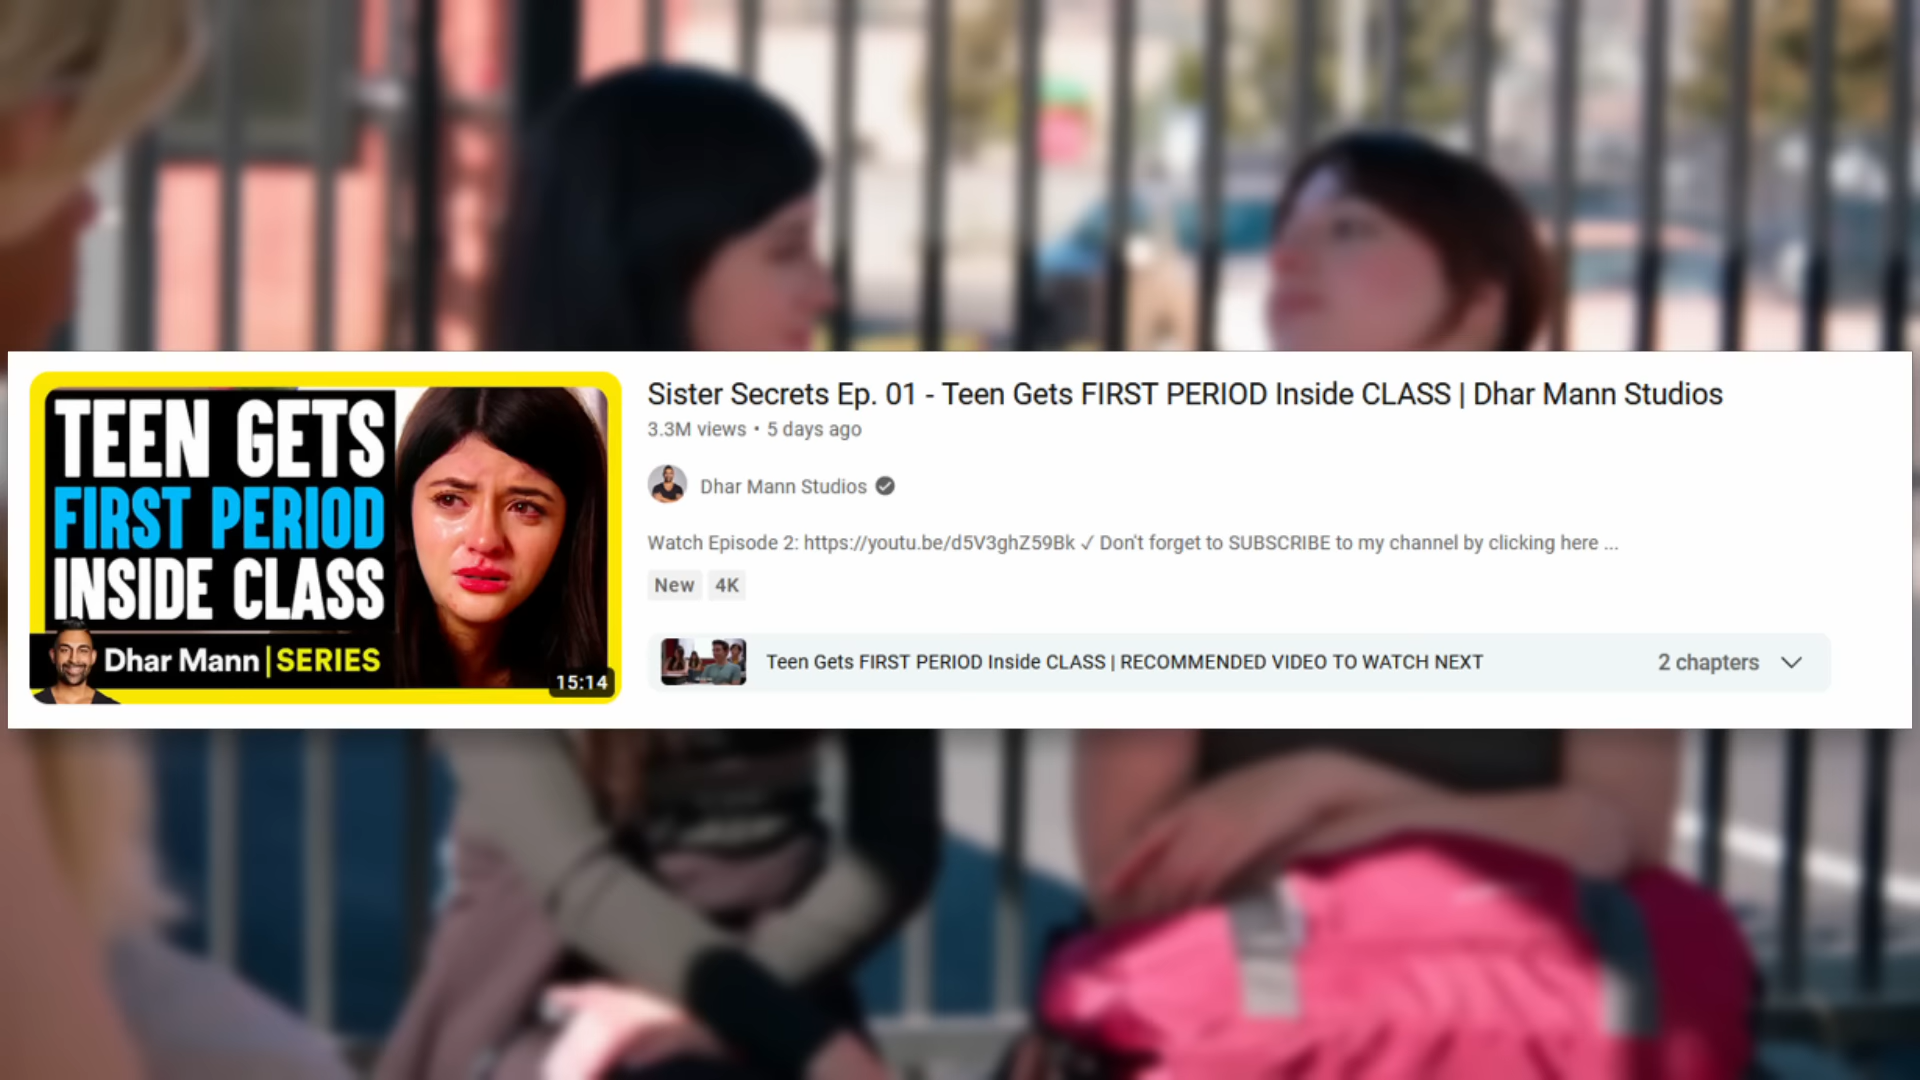 TEEN GETS
FIRST PERIOD
INSIDE CLASS
Dhar Mann | SERIES
15:14
Sister Secrets Ep. 01 - Teen Gets FIRST PERIOD Inside CLASS | Dhar Mann Studios
3.3M views • 5 days ago
Dhar Mann Studios
Watch Episode 2: https://youtu.be/d5V3ghZ59Bk ✓ Don't forget to SUBSCRIBE to my channel by clicking here ...
New 4K
Teen Gets FIRST PERIOD Inside CLASS | RECOMMENDED VIDEO TO WATCH NEXT 2 chapters